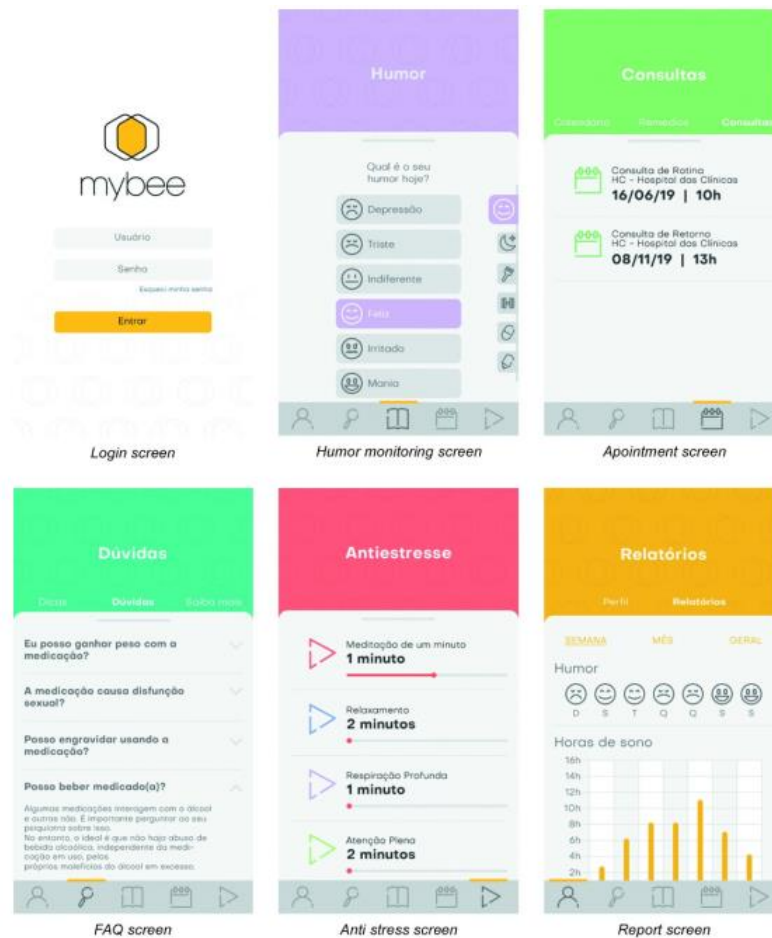 mybee
Usuário
Senha
Esqueci minha senha
Entrar
Login screen
Humor
Qual é o seu
humor hoje?
Depressão
Triste
Indiferente
Feliz
Irritado
Mania
Humor monitoring screen
Consultas
Calendário Remédios Consultas
Consulta de Rotina
HC - Hospital das Clínicas
16/06/19 | 10h
Consulta de Retorno
HC - Hospital das Clínicas
08/11/19 | 13h
Apointment screen
Dúvidas
Dicas Dúvidas Saiba mais
Eu posso ganhar peso com a
medicação?
A medicação causa disfunção
sexual?
Posso engravidar usando a
medicação?
Posso beber medicado(a)?
Algumas medicações interagem com o álcool
e outras não. É importante perguntar ao seu
psiquiatra sobre isso.
No entanto, o ideal é que não haja abuso de
bebida alcoólica, independente da medi-
cação em uso, pelos
próprios malefícios do álcool em excesso.
FAQ screen
Antiestresse
Meditação de um minuto
1 minuto
Relaxamento
2 minutos
Respiração Profunda
1 minuto
Atenção Plena
2 minutos
Anti stress screen
Relatórios
Perfil Relatórios
SEMANA MÊS GERAL
Humor
D S T Q Q S S
Horas de sono
16h
14h
12h
10h
8h
6h
4h
2h
Report screen